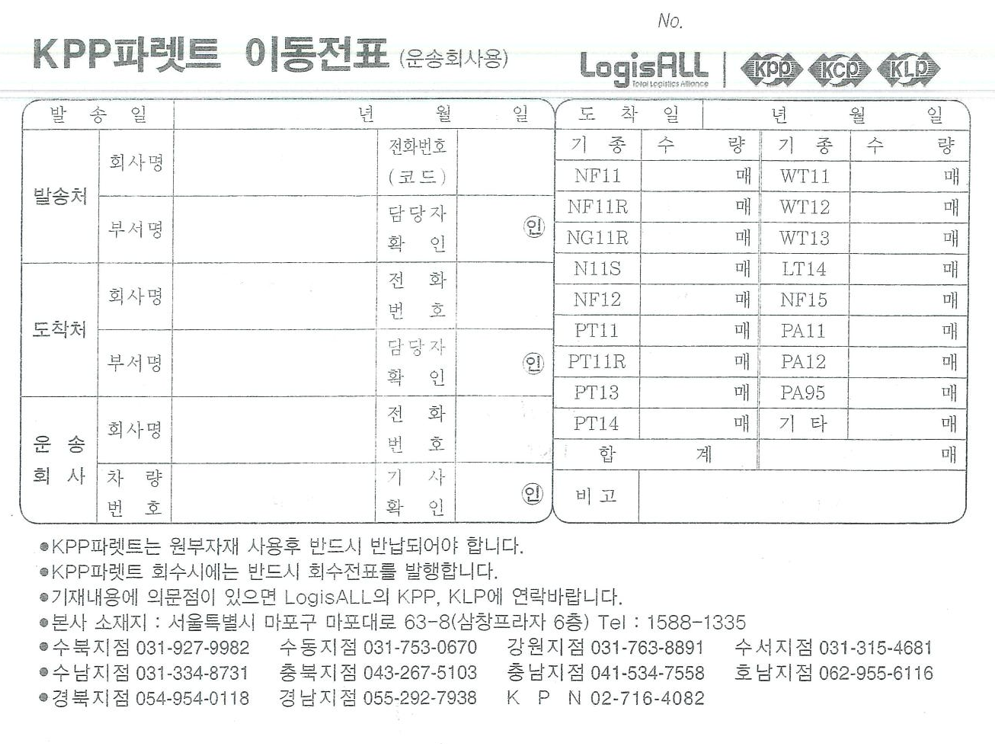 No.
KPP파렛트 이동전표 (운송회사용)
LogisALL
Total Logistics Alliance
kpp kcp KLP
발 송 일 년 월 일
발송처 회사명 전화번호 (코드)
부서명 담당자 확 인 ㊞
도착처 회사명 전 화 번 호
부서명 담당자 확 인 ㊞
운 송 회 사 회사명 전 화 번 호
차 량 번 호 기 사 확 인 ㊞
도 착 일 년 월 일
기 종 수 량 기 종 수 량
NF11 매 WT11 매
NF11R 매 WT12 매
NG11R 매 WT13 매
N11S 매 LT14 매
NF12 매 NF15 매
PT11 매 PA11 매
PT11R 매 PA12 매
PT13 매 PA95 매
PT14 매 기 타 매
합 계 매
비 고
●KPP파렛트는 원부자재 사용후 반드시 반납되어야 합니다.
●KPP파렛트 회수시에는 반드시 회수전표를 발행합니다.
●기재내용에 의문점이 있으면 LogisALL의 KPP, KLP에 연락바랍니다.
●본사 소재지 : 서울특별시 마포구 마포대로 63-8(삼창프라자 6층) Tel : 1588-1335
●수북지점 031-927-9982 수동지점 031-753-0670 강원지점 031-763-8891 수서지점 031-315-4681
●수남지점 031-334-8731 충북지점 043-267-5103 충남지점 041-534-7558 호남지점 062-955-6116
●경북지점 054-954-0118 경남지점 055-292-7938 K P N 02-716-4082